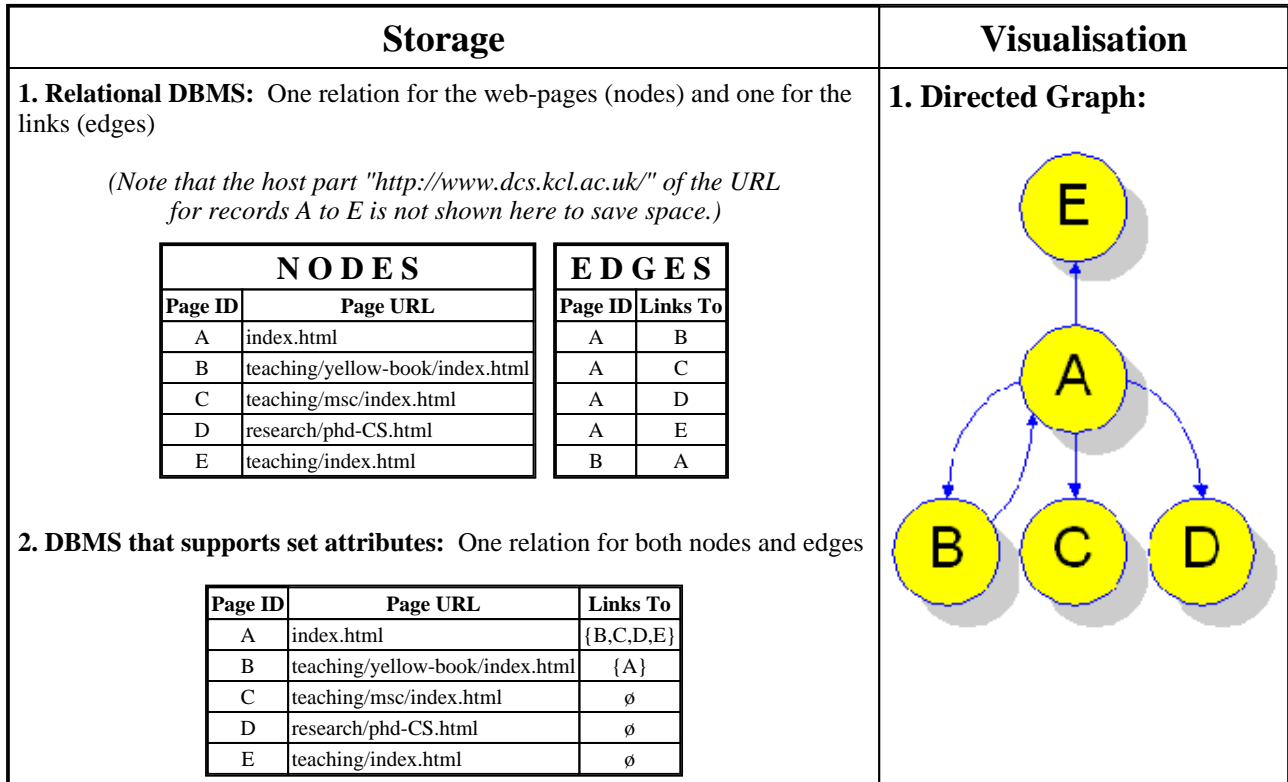 Storage
Visualisation
1. Relational DBMS: One relation for the web-pages (nodes) and one for the
links (edges)
(Note that the host part "http://www.dcs.kcl.ac.uk/" of the URL
for records A to E is not shown here to save space.)
N O D E S
Page ID Page URL
A index.html
B teaching/yellow-book/index.html
C teaching/msc/index.html
D research/phd-CS.html
E teaching/index.html
E D G E S
Page ID Links To
A B
A C
A D
A E
B A
2. DBMS that supports set attributes: One relation for both nodes and edges
Page ID Page URL Links To
A index.html {B,C,D,E}
B teaching/yellow-book/index.html {A}
C teaching/msc/index.html ø
D research/phd-CS.html ø
E teaching/index.html ø
1. Directed Graph:
E
A
B C D